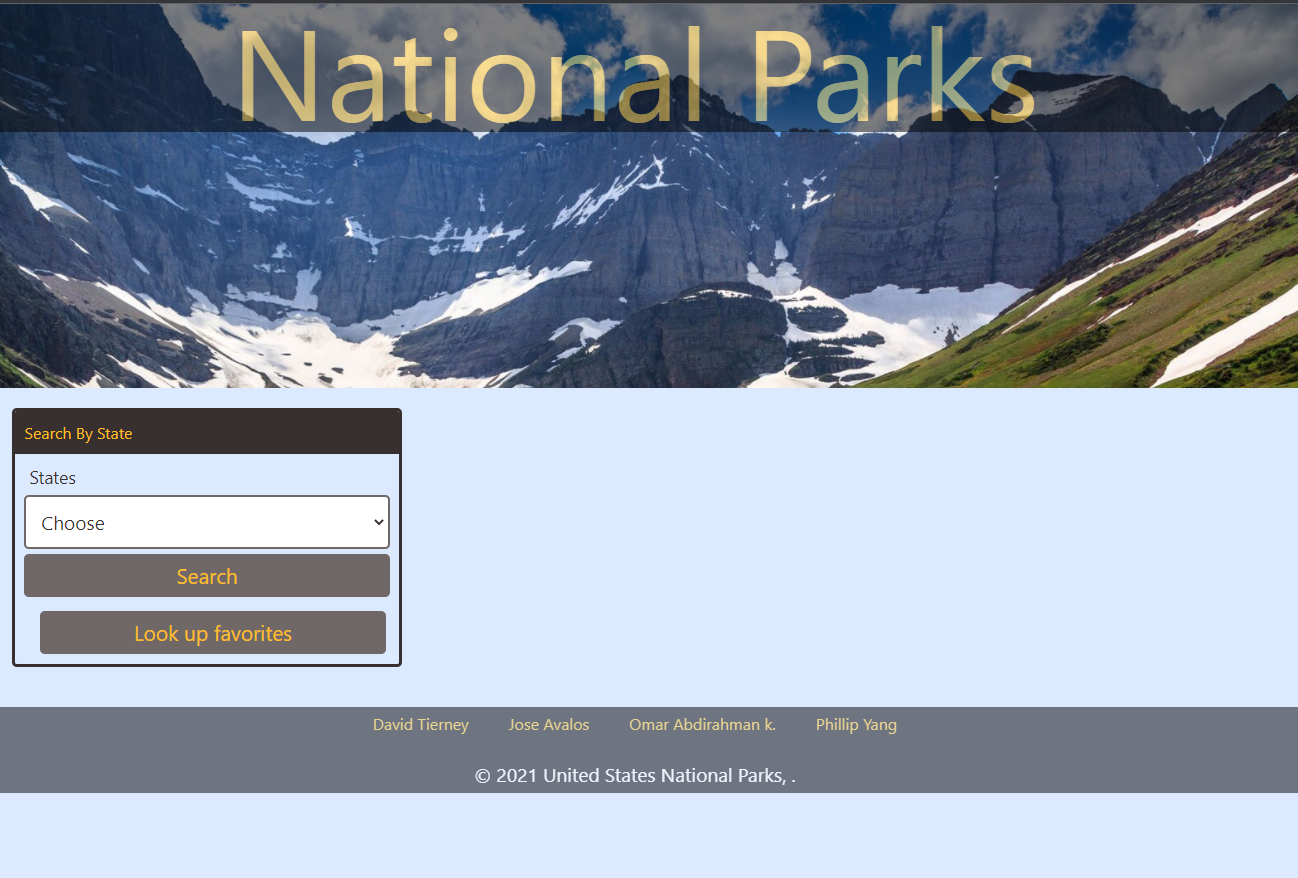 National Parks
Search By State
States
Choose
Search
Look up favorites
David Tierney Jose Avalos Omar Abdirahman k. Phillip Yang
© 2021 United States National Parks, .